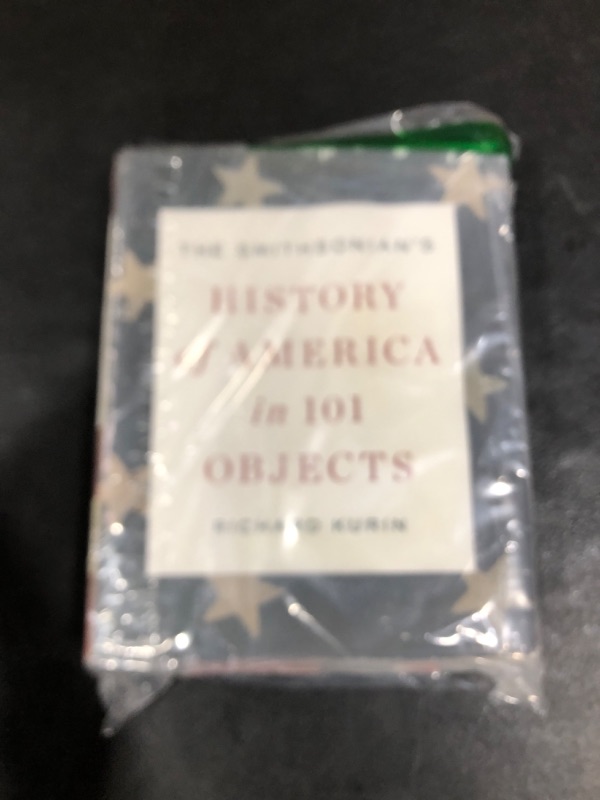 THE SMITHSONIAN'S
HISTORY
of AMERICA
in 101
OBJECTS
RICHARD KURIN